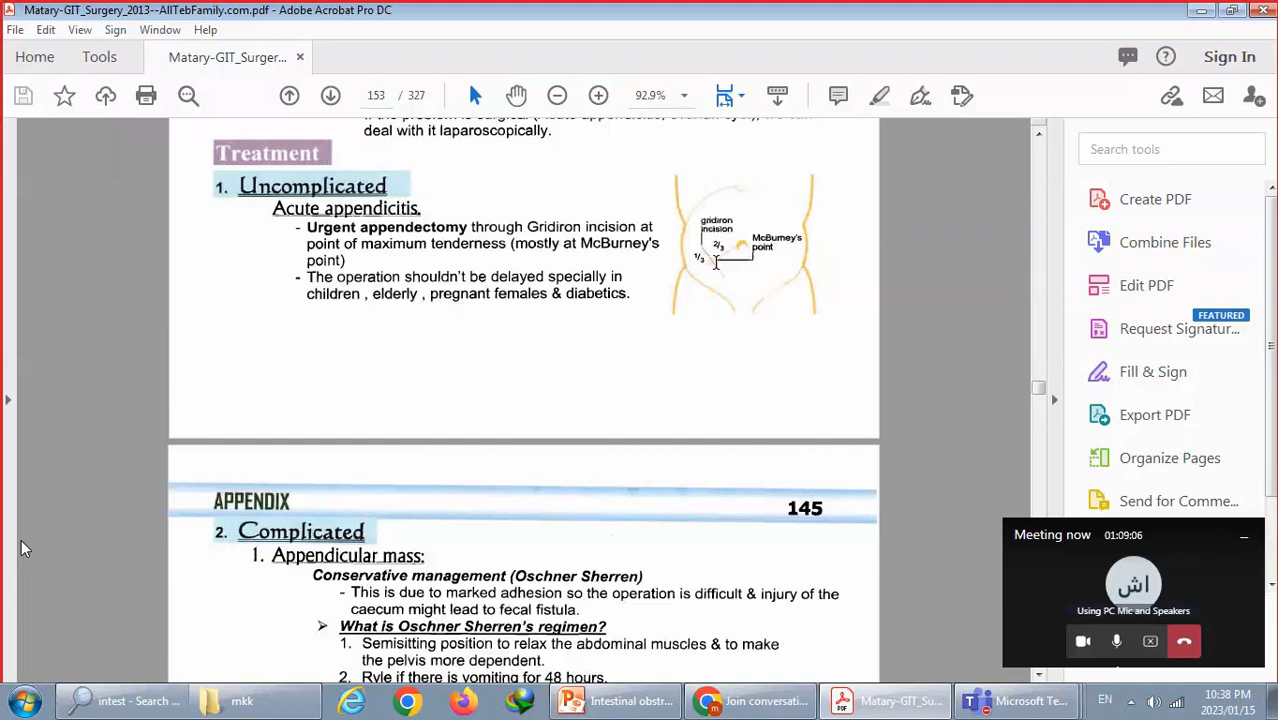 Matary-GIT_Surgery_2013--AllTebFamily.com.pdf - Adobe Acrobat Pro DC
File Edit View Sign Window Help
Home Tools Matary-GIT_Surger... Sign In
153 / 327 92.9%
deal with it laparoscopically.
Treatment
1. Uncomplicated
Acute appendicitis.
- Urgent appendectomy through Gridiron incision at
point of maximum tenderness (mostly at McBurney's
point)
- The operation shouldn't be delayed specially in
children , elderly , pregnant females & diabetics.
gridiron
incision
McBurney's
point
2/3
1/3
APPENDIX 145
2. Complicated
1. Appendicular mass:
Conservative management (Oschner Sherren)
- This is due to marked adhesion so the operation is difficult & injury of the
caecum might lead to fecal fistula.
➢ What is Oschner Sherren's regimen?
1. Semisitting position to relax the abdominal muscles & to make
the pelvis more dependent.
2. Ryle if there is vomiting for 48 hours.
Search tools
Create PDF
Combine Files
Edit PDF
FEATURED
Request Signatur...
Fill & Sign
Export PDF
Organize Pages
Send for Comme...
Meeting now 01:09:06
اش
Using PC Mic and Speakers
intest - Search ...
mkk
Intestinal obstr...
Join conversati...
Matary-GIT_Su...
Microsoft Te...
EN
10:38 PM
2023/01/15